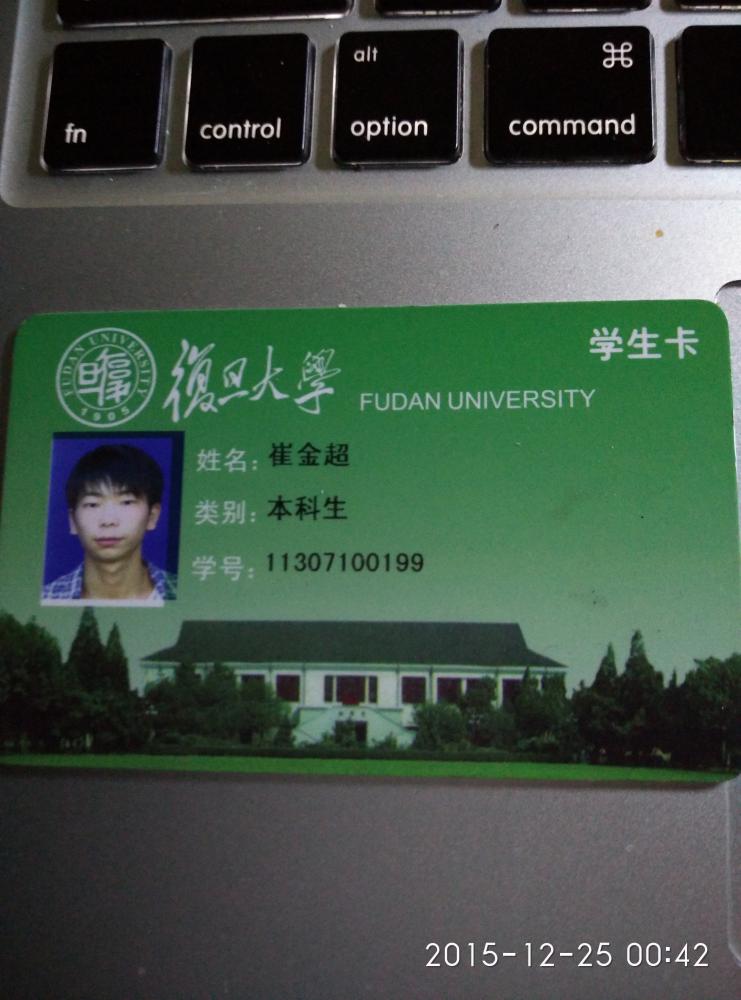 alt
⌘
fn
control
option
command
学生卡
FUDAN UNIVERSITY
1905
復旦大學
FUDAN UNIVERSITY
姓名: 崔金超
类别: 本科生
学号: 11307100199
2015-12-25 00:42